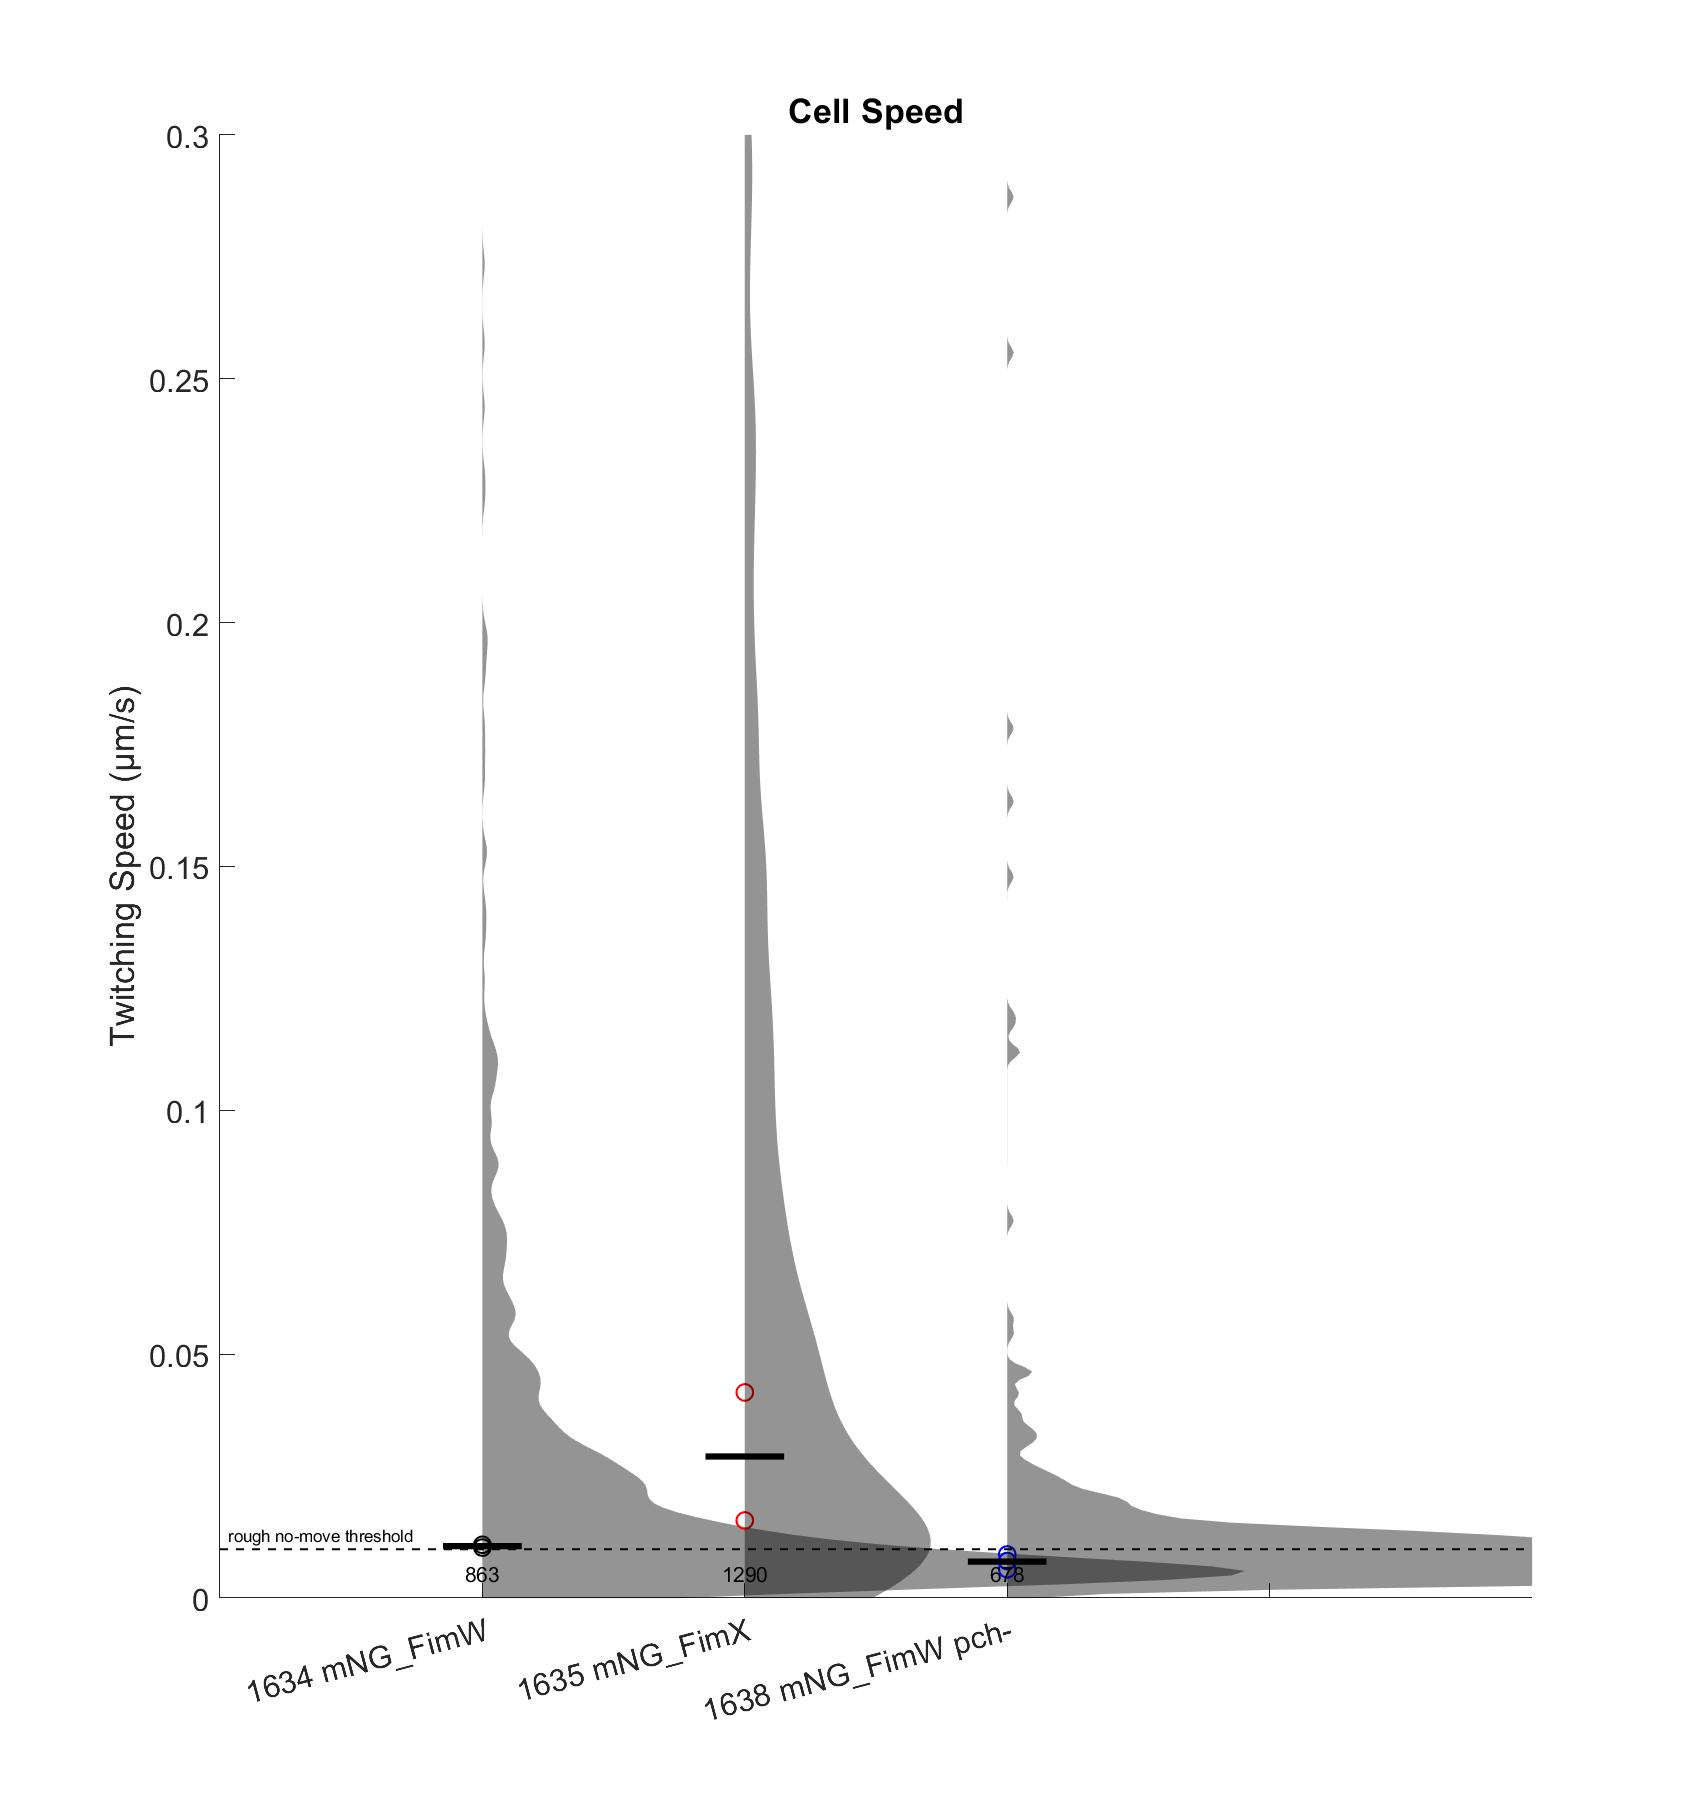 Cell Speed
0.3
0.25
0.2
0.15
0.1
0.05
0
Twitching Speed (µm/s)
rough no-move threshold
863
1290
678
1634 mNG_FimW
1635 mNG_FimX
1638 mNG_FimW pch-